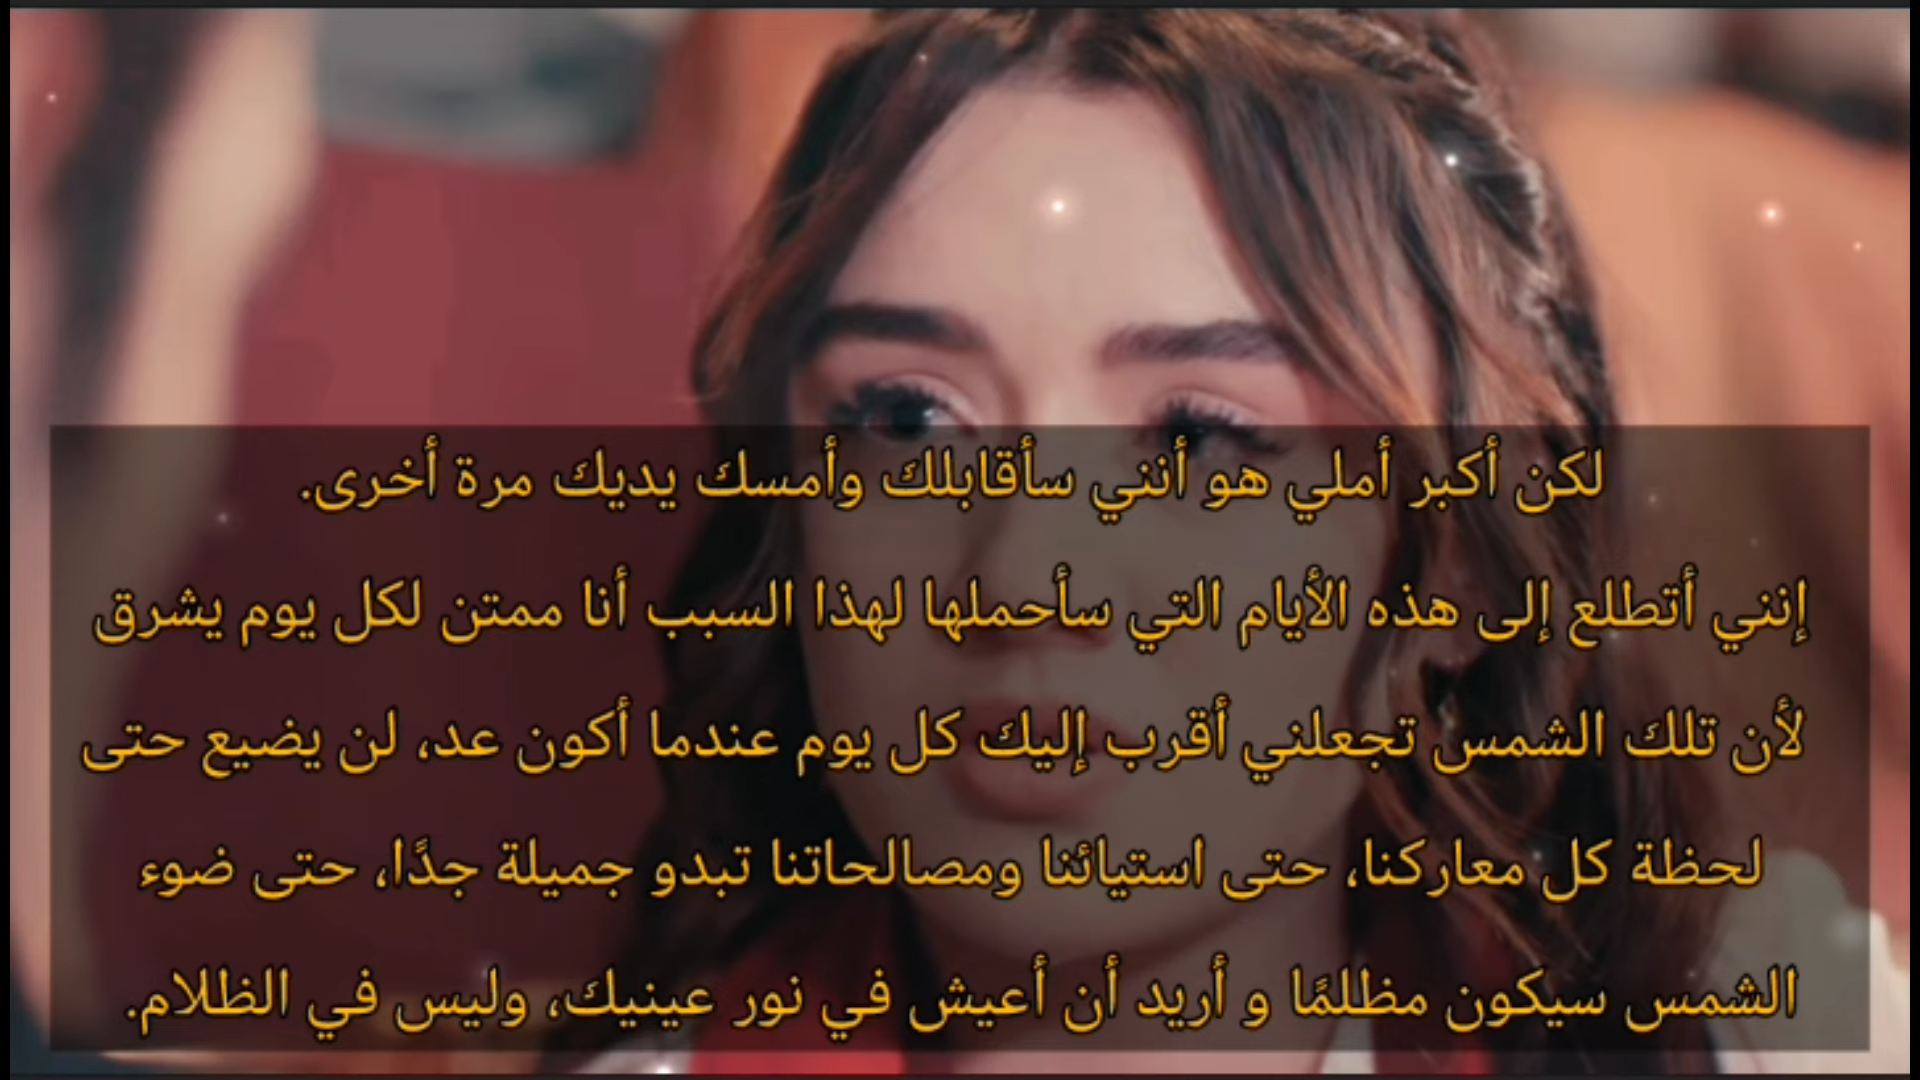 لكن أكبر أملي هو أنني سأقابلك وأمسك يديك مرة أخرى.
إنني أتطلع إلى هذه الأيام التي سأحملها لهذا السبب أنا ممتن لكل يوم يشرق
لأن تلك الشمس تجعلني أقرب إليك كل يوم عندما أكون عد، لن يضيع حتى
لحظة كل معاركنا، حتى استيائنا ومصالحاتنا تبدو جميلة جدًا، حتى ضوء
الشمس سيكون مظلمًا و أريد أن أعيش في نور عينيك، وليس في الظلام.